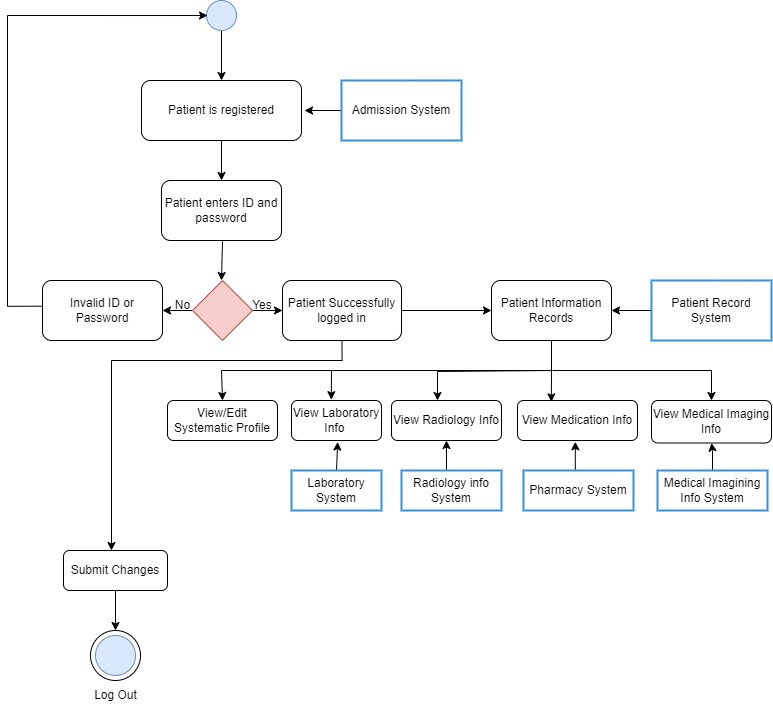 Patient is registered
Admission System
Patient enters ID and
password
Invalid ID or
Password
No
Yes
Patient Successfully
logged in
Patient Information
Records
Patient Record
System
View/Edit
Systematic Profile
View Laboratory
Info
View Radiology Info
View Medication Info
View Medical Imaging
Info
Laboratory
System
Radiology info
System
Pharmacy System
Medical Imagining
Info System
Submit Changes
Log Out